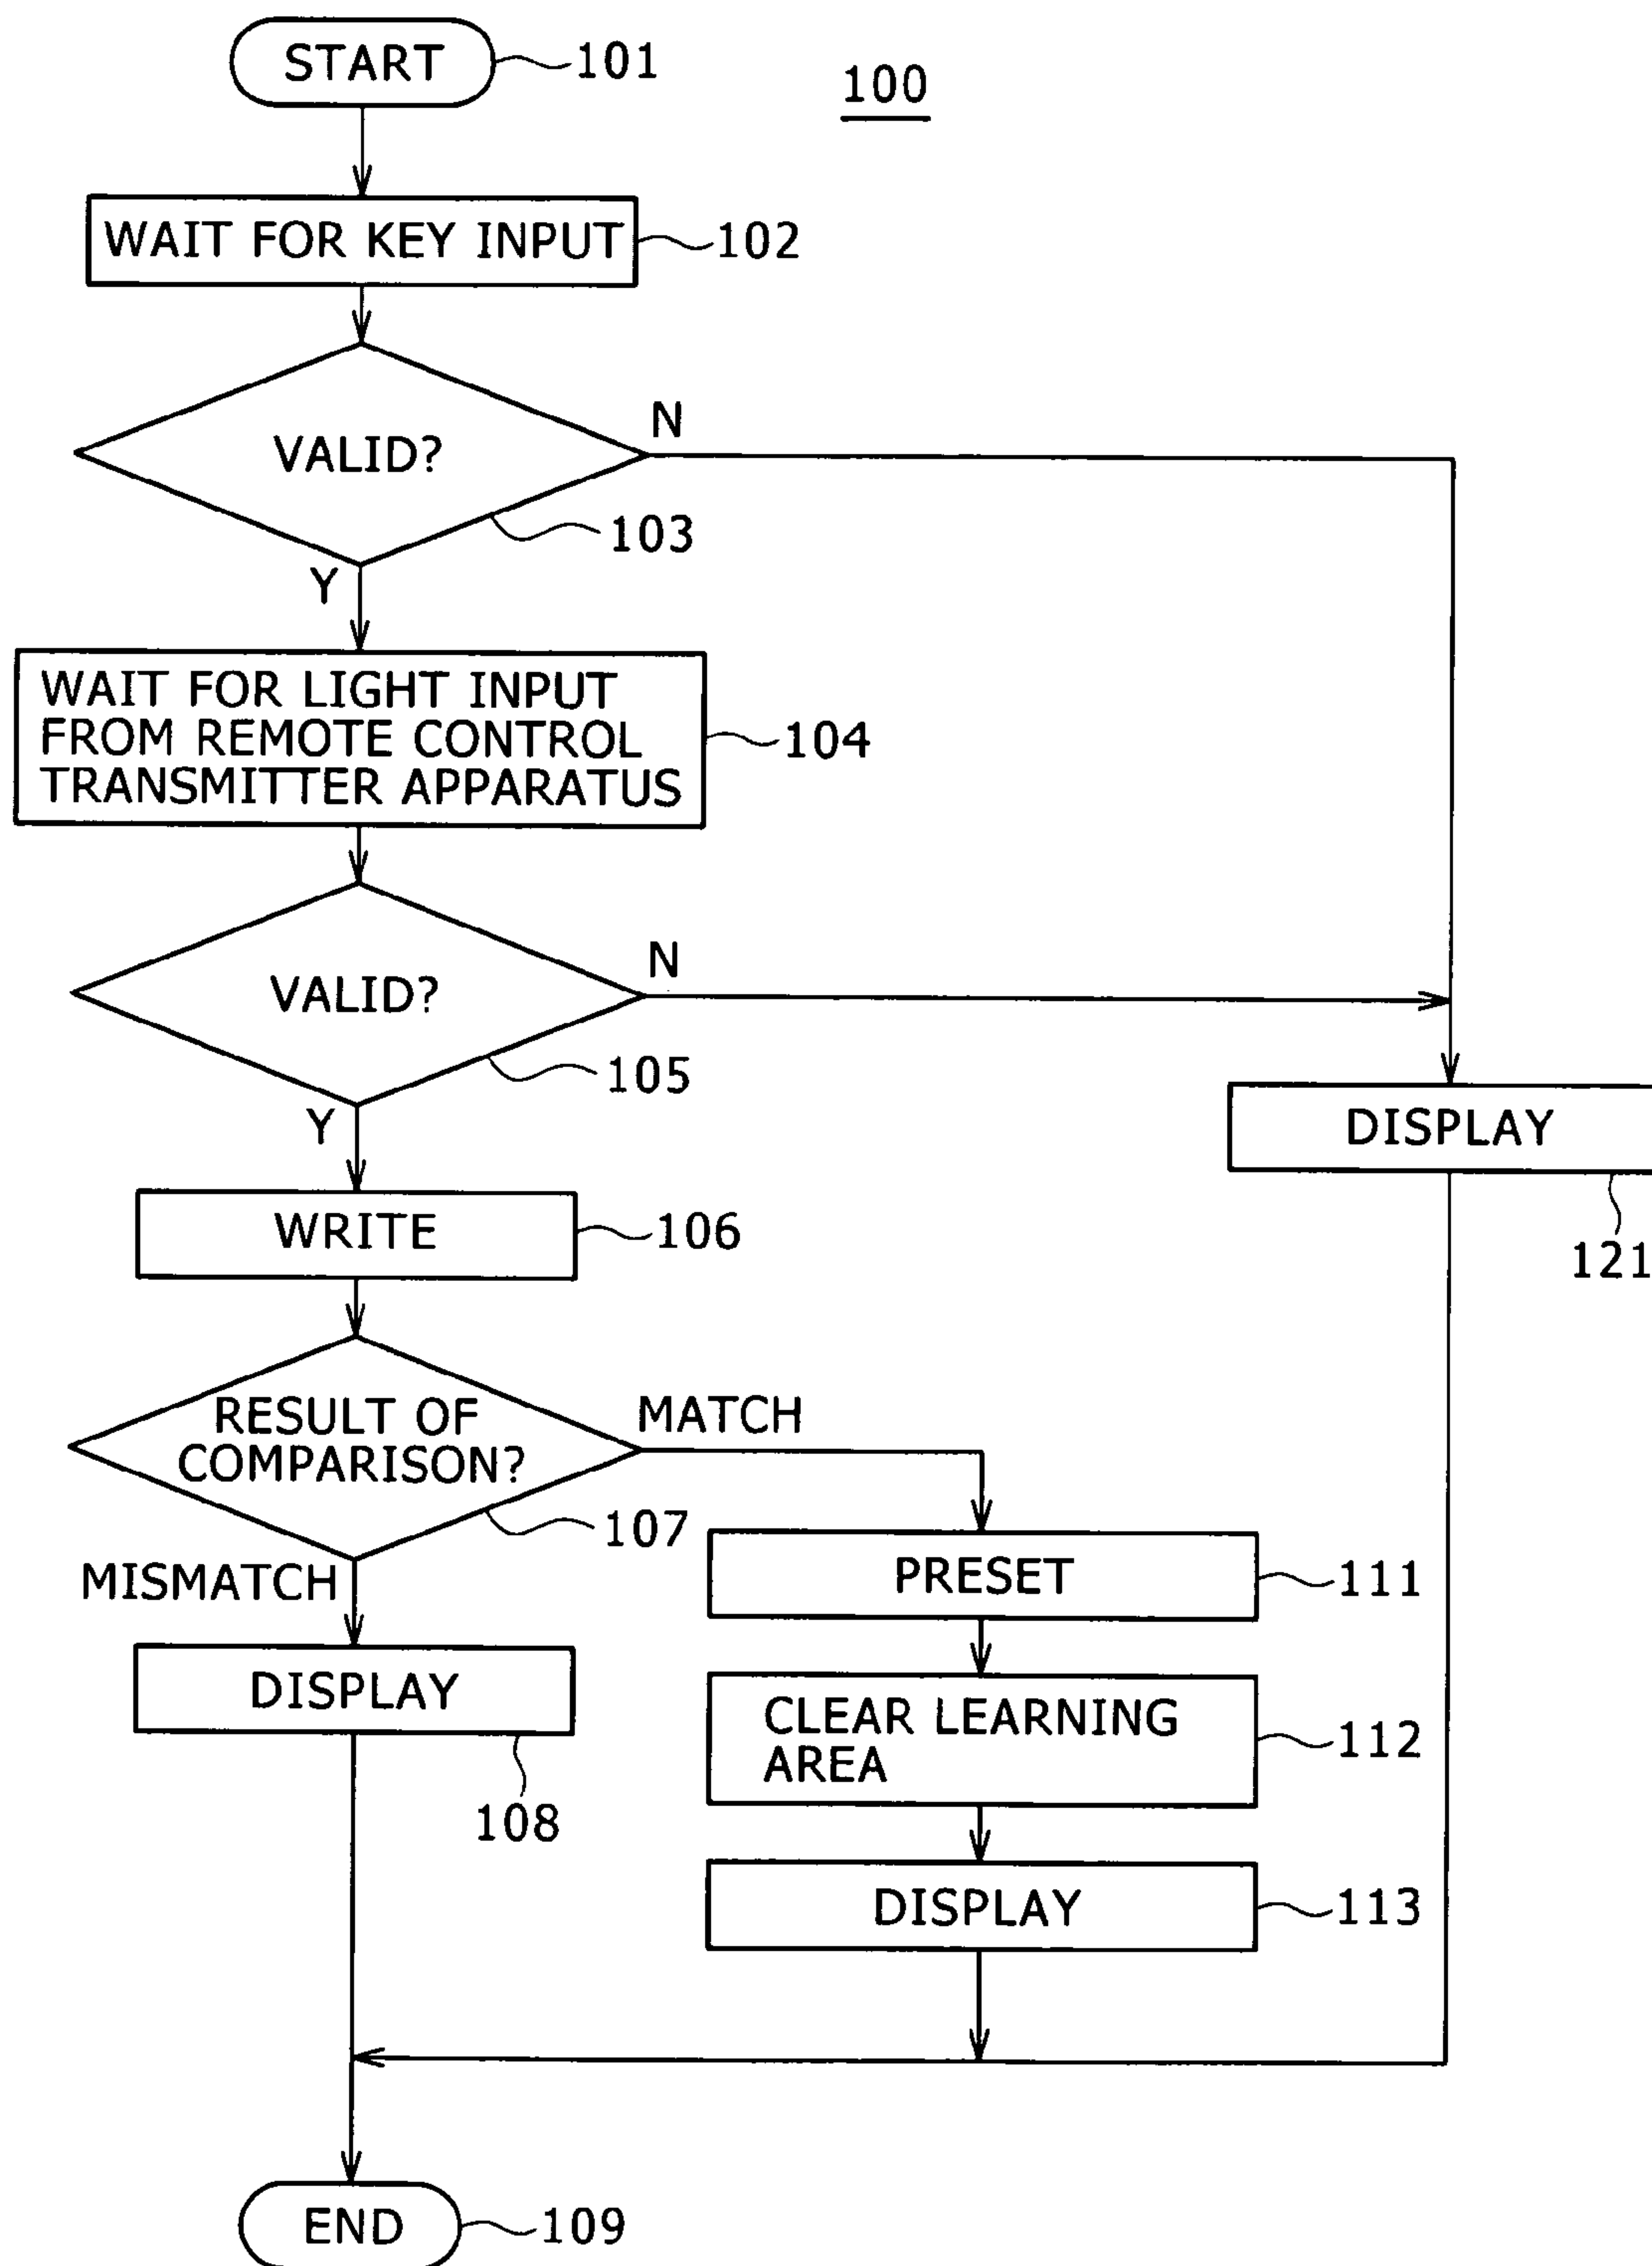 START
101
100
WAIT FOR KEY INPUT
102
VALID?
N
103
Y
WAIT FOR LIGHT INPUT
FROM REMOTE CONTROL
TRANSMITTER APPARATUS
104
VALID?
N
105
Y
DISPLAY
121
WRITE
106
RESULT OF
COMPARISON?
MATCH
107
MISMATCH
PRESET
111
DISPLAY
108
CLEAR LEARNING
AREA
112
DISPLAY
113
END
109